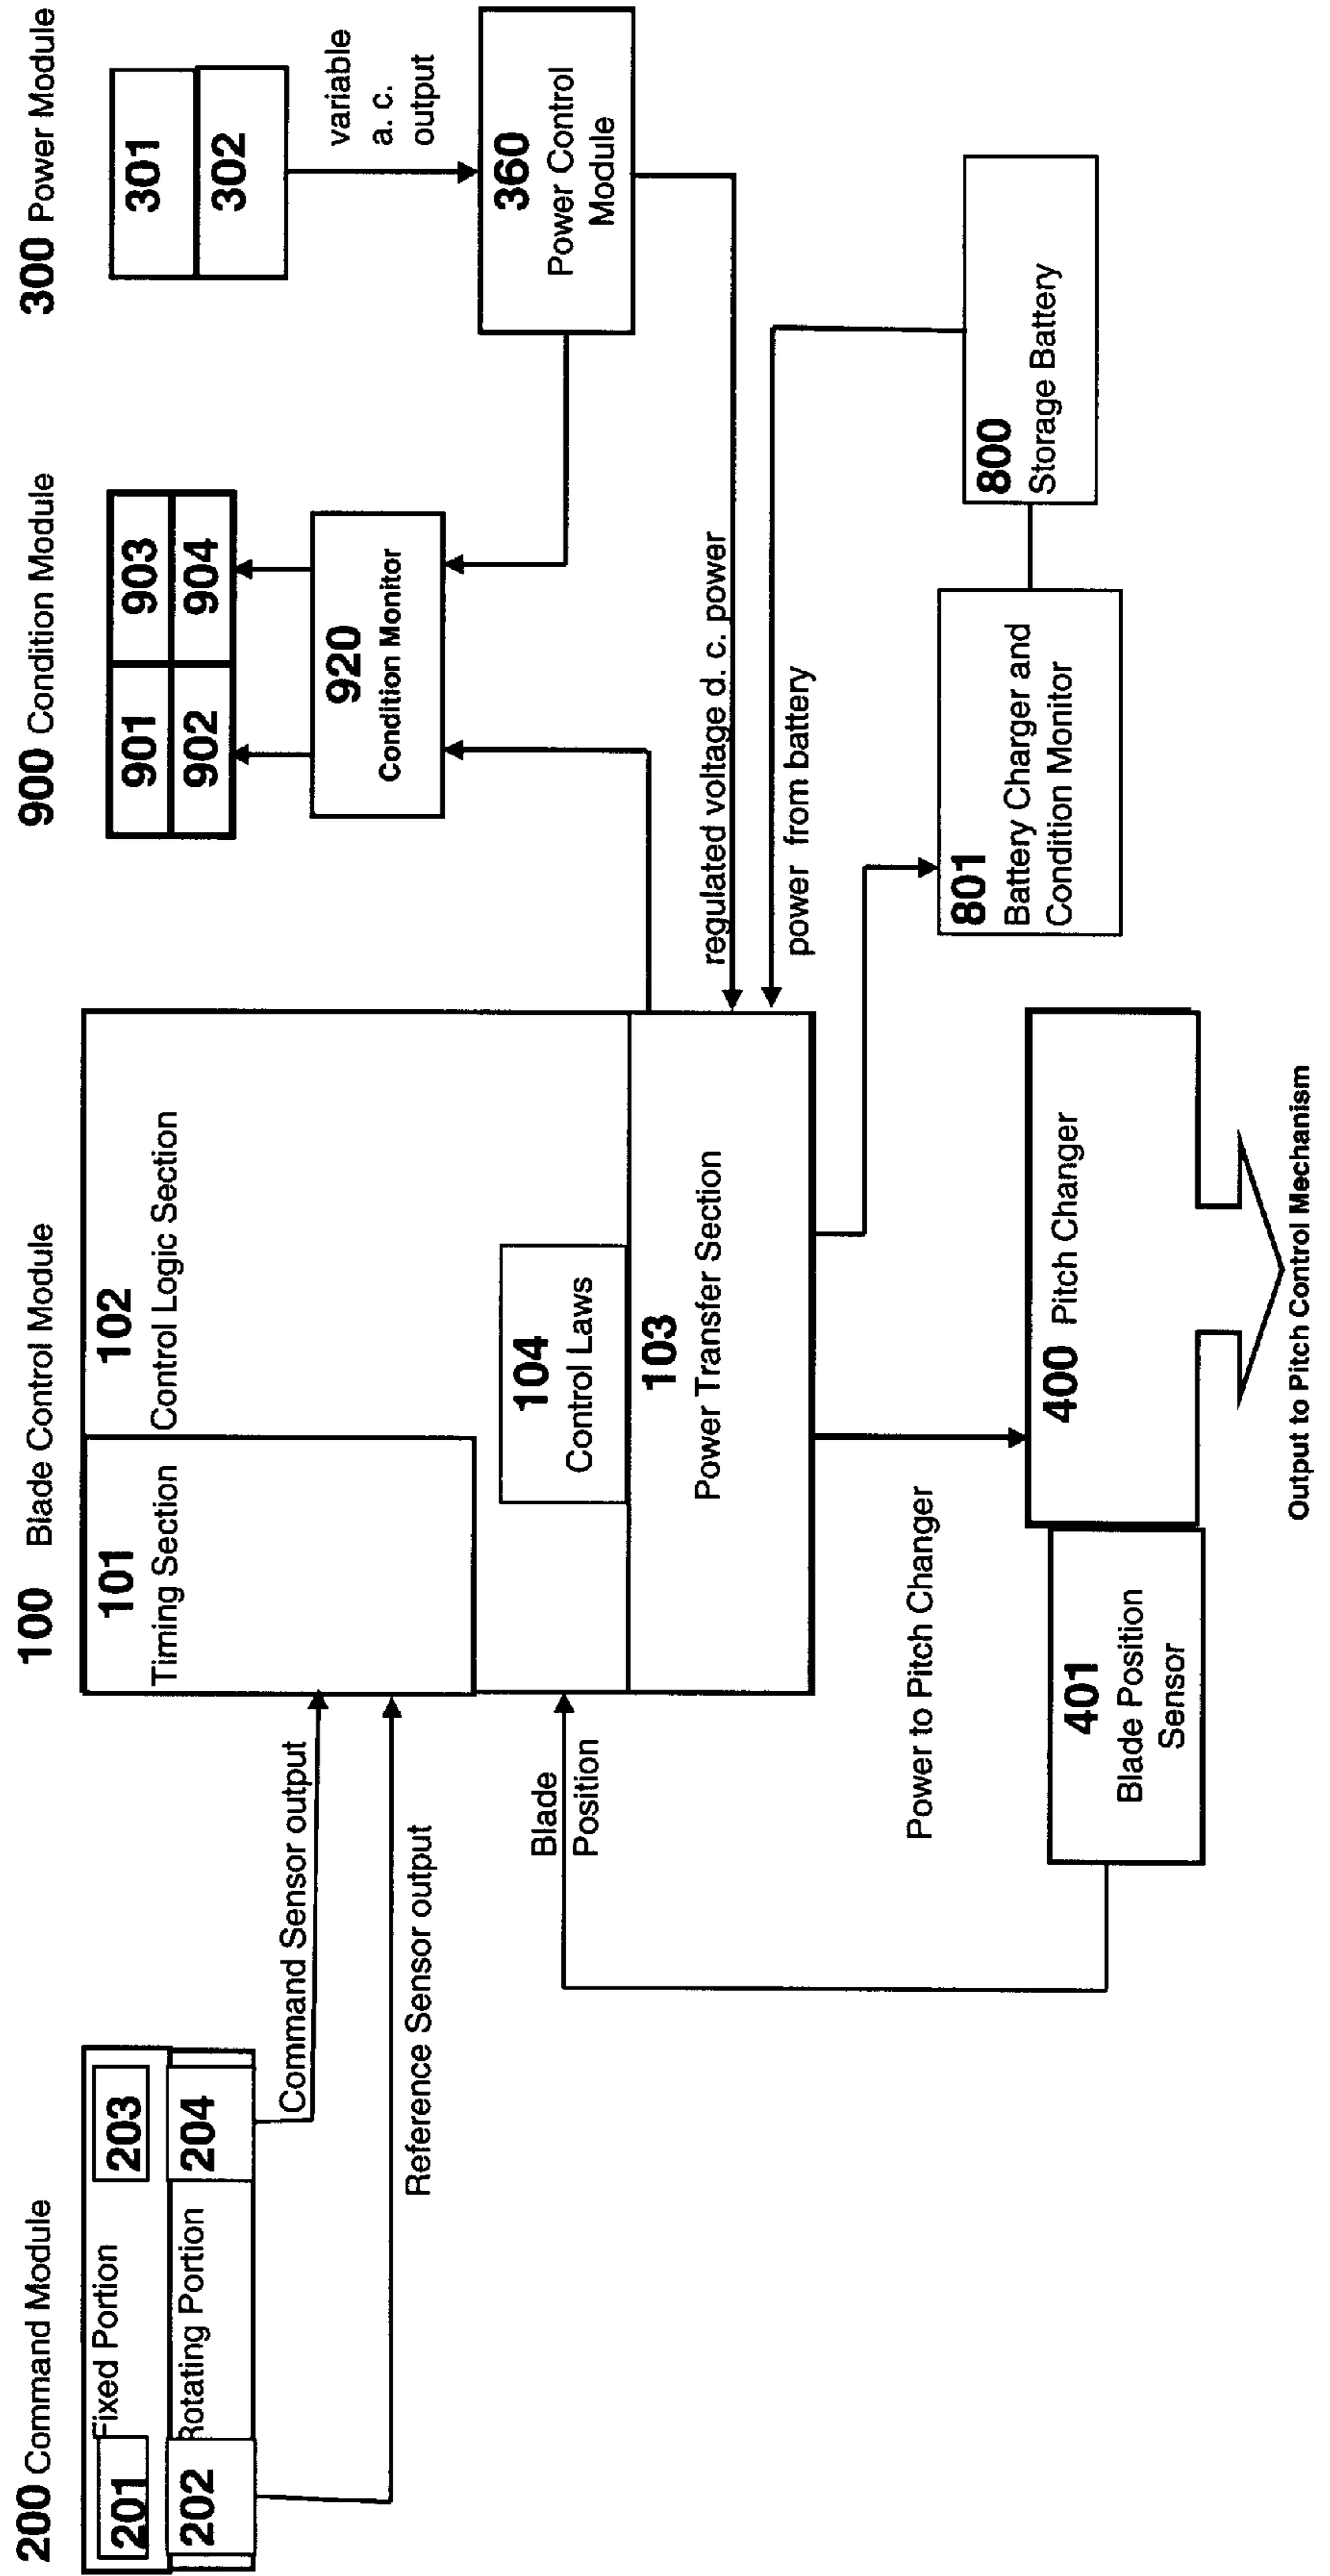 200 Command Module
201
Fixed Portion
203
202
Rotating Portion
204
Command Sensor output
Reference Sensor output
100 Blade Control Module
101
Timing Section
102
Control Logic Section
104
Control Laws
103
Power Transfer Section
Blade
Position
Power to Pitch Changer
401
Blade Position
Sensor
400 Pitch Changer
Output to Pitch Control Mechanism
900 Condition Module
901
903
902
904
920
Condition Monitor
regulated voltage d. c. power
power from battery
801
Battery Charger and
Condition Monitor
800
Storage Battery
300 Power Module
301
302
variable
a. c.
output
360
Power Control
Module